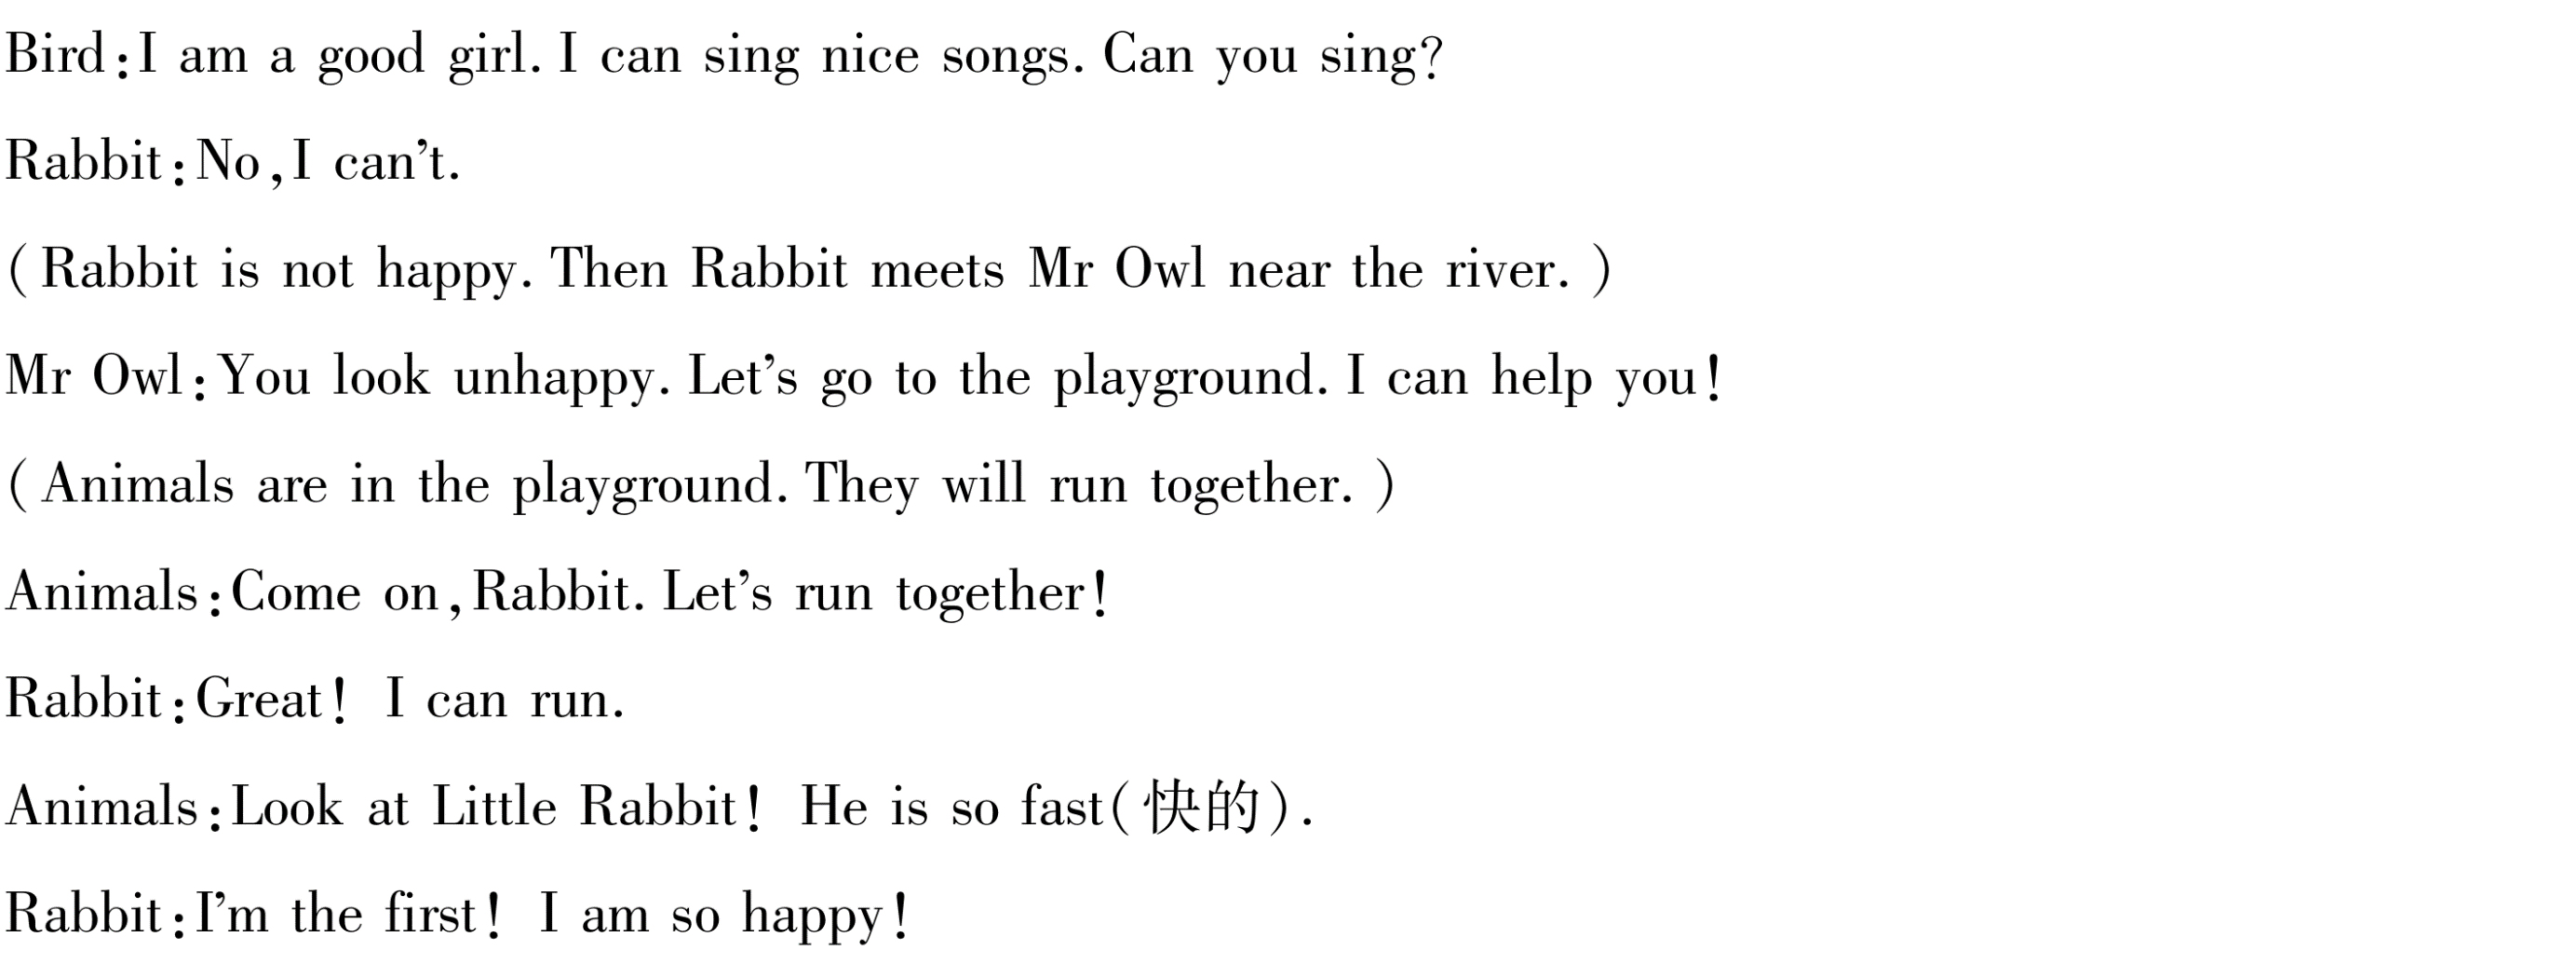 Bird:I am a good girl. I can sing nice songs. Can you sing?
Rabbit:No,I can't.
(Rabbit is not happy. Then Rabbit meets Mr Owl near the river.)
Mr Owl:You look unhappy. Let's go to the playground. I can help you!
(Animals are in the playground. They will run together.)
Animals:Come on,Rabbit. Let's run together!
Rabbit:Great! I can run.
Animals:Look at Little Rabbit! He is so fast(快的).
Rabbit:I'm the first! I am so happy!